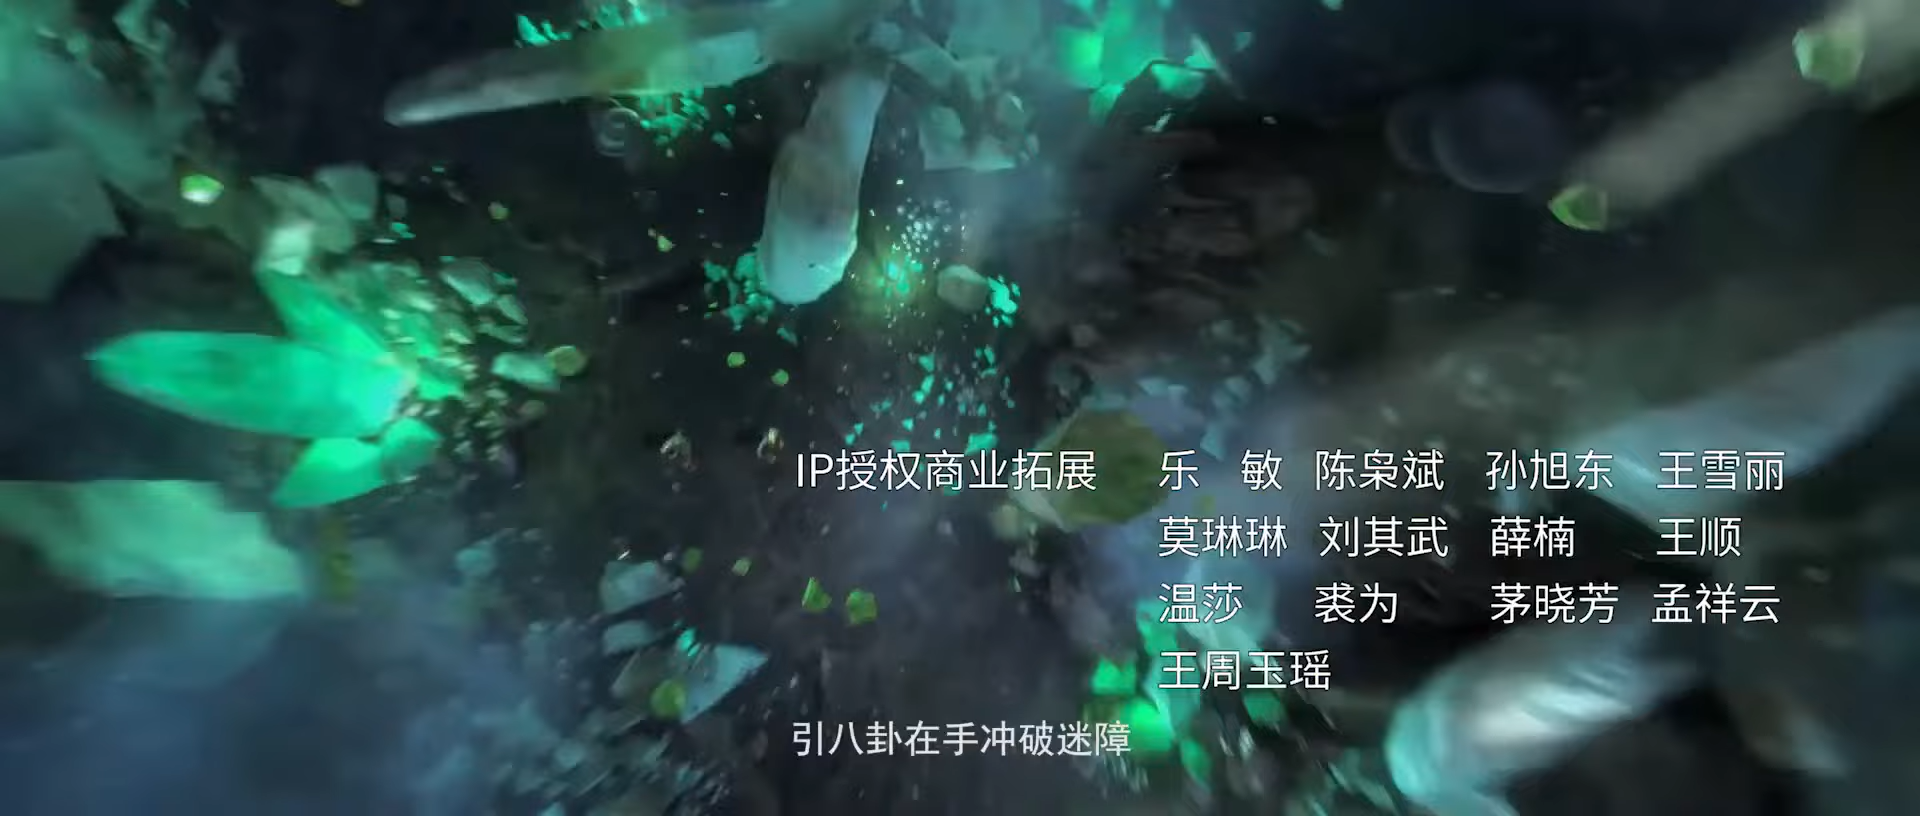 IP授权商业拓展 乐 敏 陈枭斌 孙旭东 王雪丽
莫琳琳 刘其武 薛楠 王顺
温莎 裘为 茅晓芳 孟祥云
王周玉瑶
引八卦在手冲破迷障